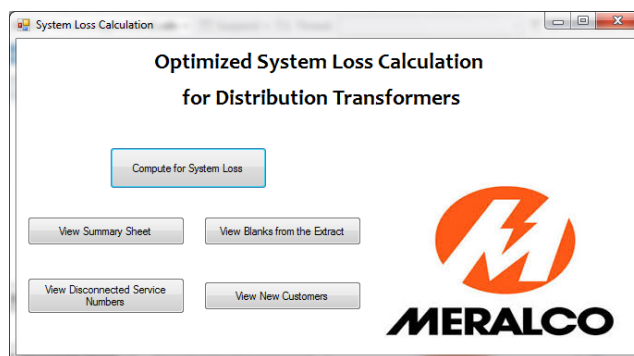 System Loss Calculation
Optimized System Loss Calculation
for Distribution Transformers
Compute for System Loss
View Summary Sheet
View Blanks from the Extract
View Disconnected Service
Numbers
View New Customers
MERALCO